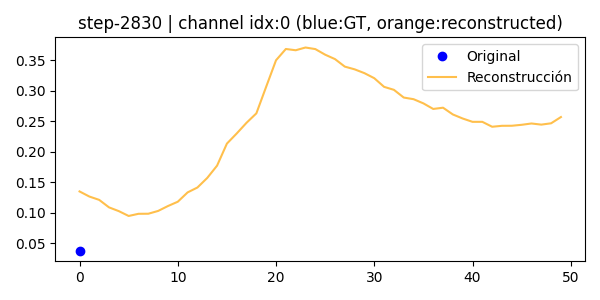 step-2830 | channel idx:0 (blue:GT, orange:reconstructed)
Original
Reconstrucción
0.35
0.30
0.25
0.20
0.15
0.10
0.05
0 10 20 30 40 50